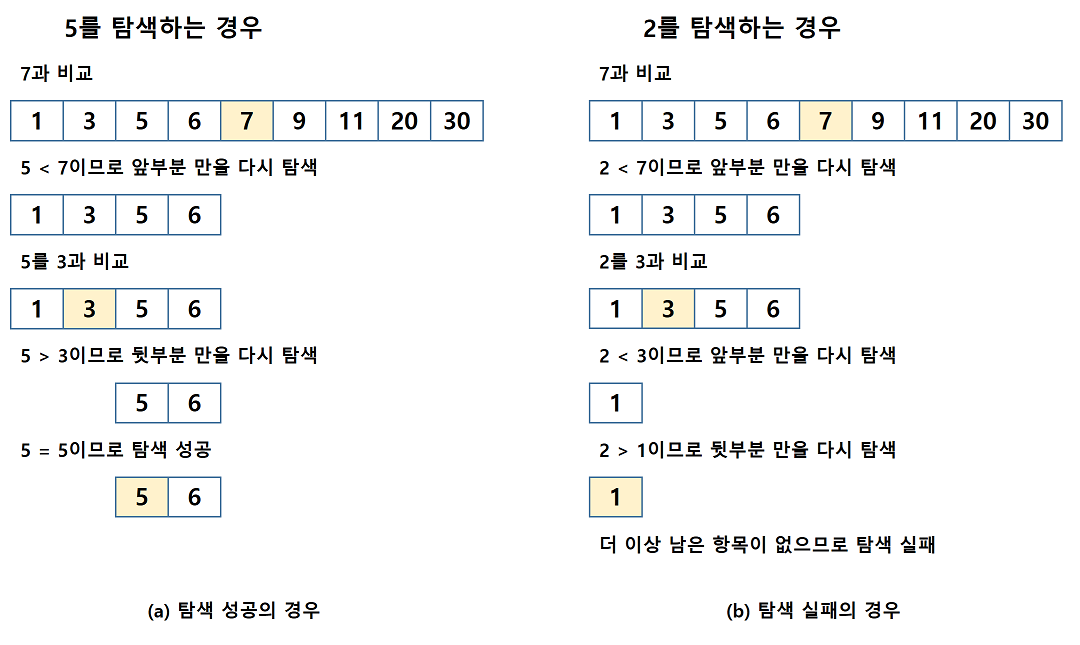 5를 탐색하는 경우
7과 비교
1 3 5 6 7 9 11 20 30
5 < 7이므로 앞부분 만을 다시 탐색
1 3 5 6
5를 3과 비교
1 3 5 6
5 > 3이므로 뒷부분 만을 다시 탐색
5 6
5 = 5이므로 탐색 성공
5 6
(a) 탐색 성공의 경우
2를 탐색하는 경우
7과 비교
1 3 5 6 7 9 11 20 30
2 < 7이므로 앞부분 만을 다시 탐색
1 3 5 6
2를 3과 비교
1 3 5 6
2 < 3이므로 앞부분 만을 다시 탐색
1
2 > 1이므로 뒷부분 만을 다시 탐색
1
더 이상 남은 항목이 없으므로 탐색 실패
(b) 탐색 실패의 경우